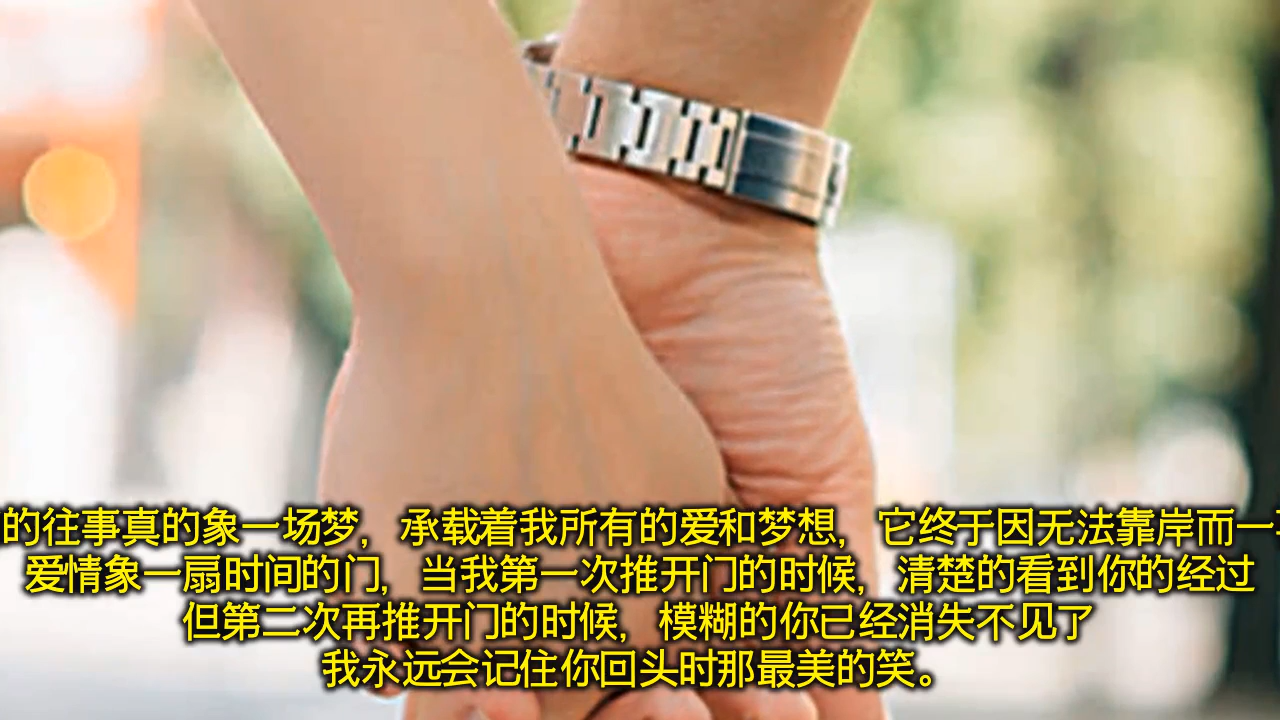 的往事真的象一场梦，承载着我所有的爱和梦想，它终于因无法靠岸而一
爱情象一扇时间的门，当我第一次推开门的时候，清楚的看到你的经过
但第二次再推开门的时候，模糊的你已经消失不见了
我永远会记住你回头时那最美的笑。